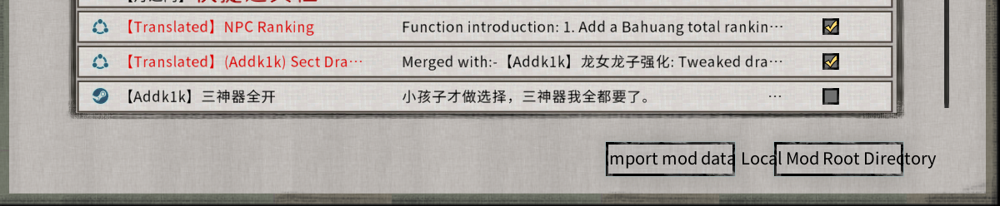 【Translated】NPC Ranking Function introduction: 1. Add a Bahuang total rankin…
【Translated】(Addk1k) Sect Dra… Merged with:-【Addk1k】龙女龙子强化: Tweaked dra…
【Addk1k】三神器全开 小孩子才做选择，三神器我全都要了。 …
Import mod data Local Mod Root Directory